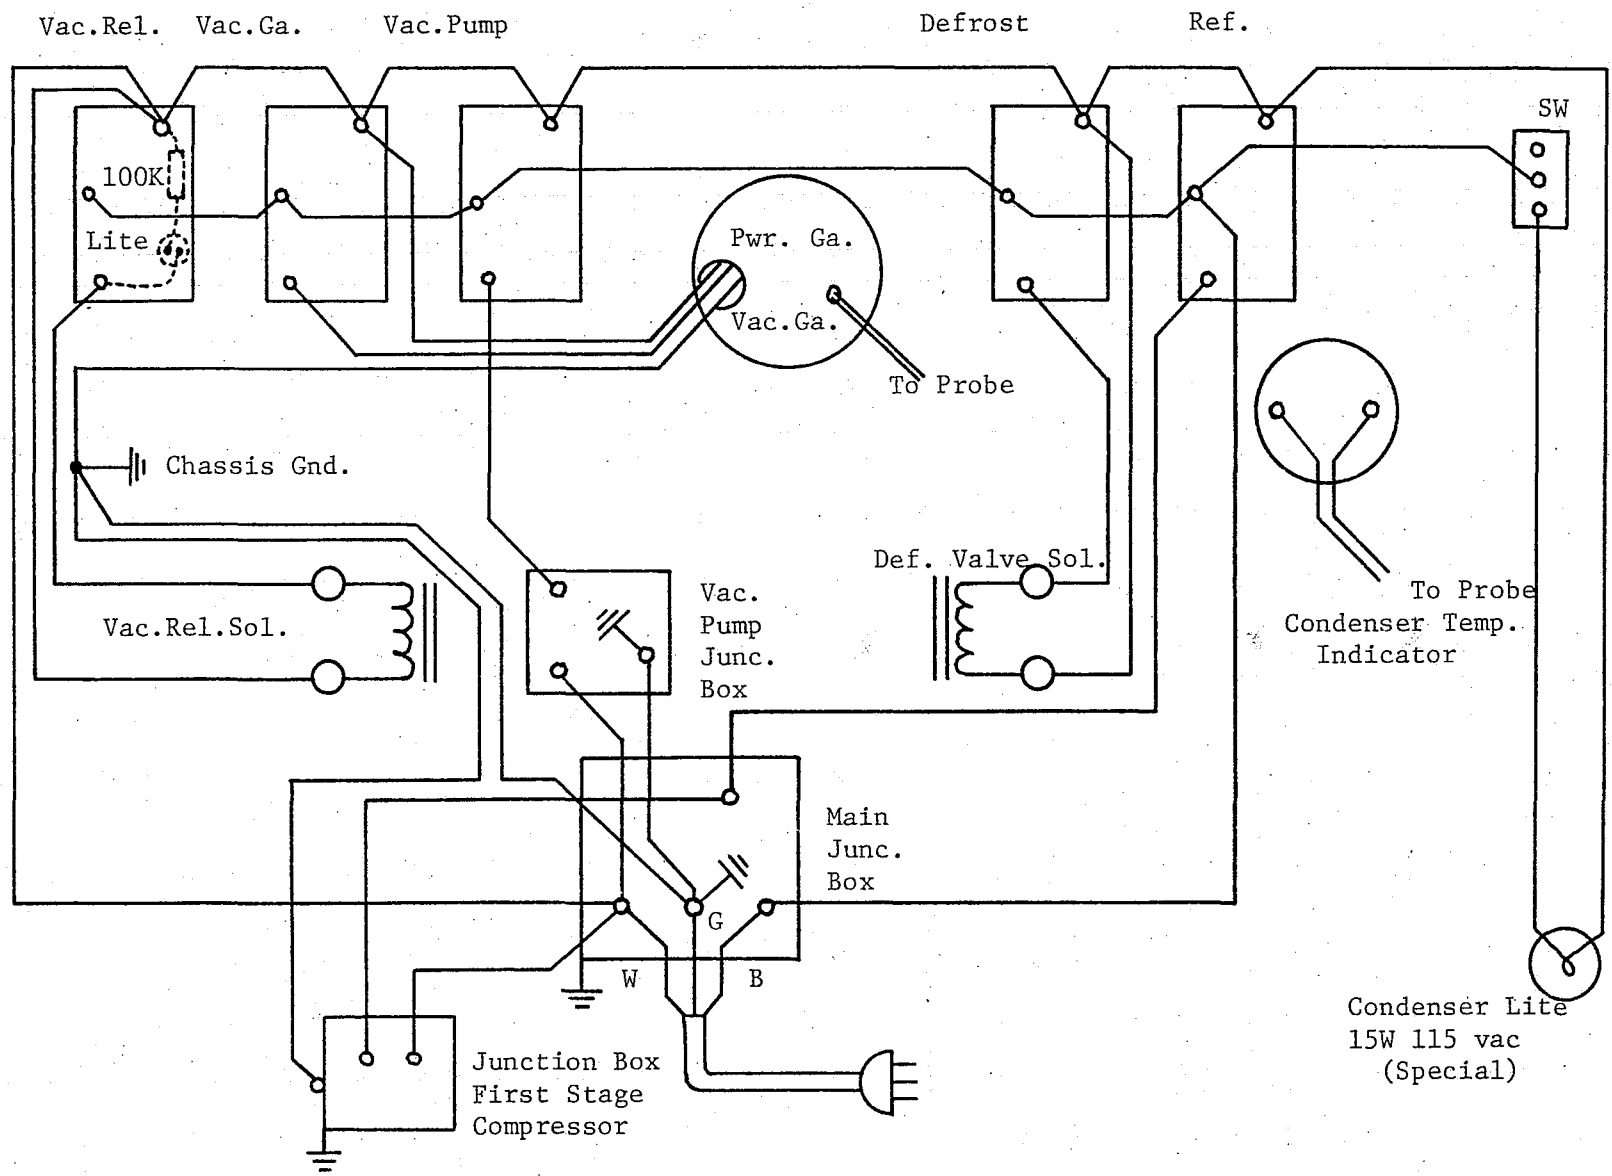 Vac.Rel.
Vac.Ga.
Vac.Pump
Defrost
Ref.
SW
100K
Lite
Pwr. Ga.
Vac.Ga.
To Probe
Chassis Gnd.
Vac.Rel.Sol.
Vac.
Pump
Junc.
Box
Def. Valve Sol.
To Probe
Condenser Temp.
Indicator
Main
Junc.
Box
G
W
B
Junction Box
First Stage
Compressor
Condenser Lite
15W 115 vac
(Special)